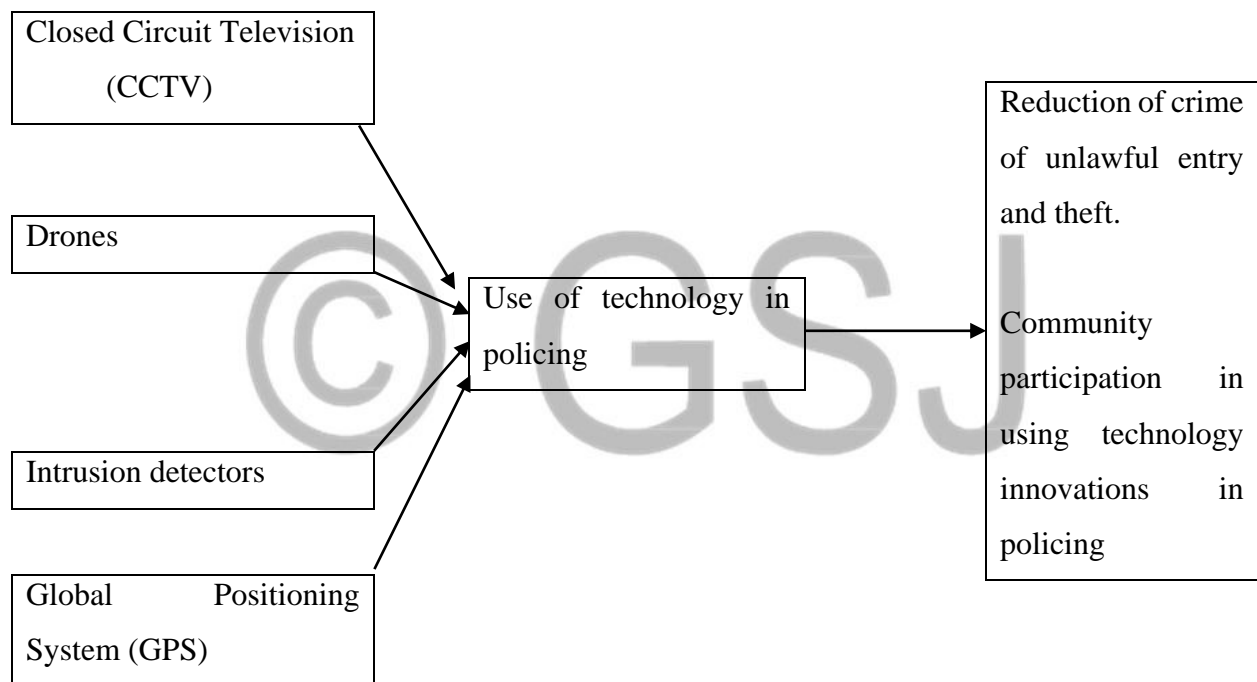 Closed Circuit Television
(CCTV)
Drones
Intrusion detectors
Global Positioning
System (GPS)
Use of technology in
policing
Reduction of crime
of unlawful entry
and theft.
Community
participation in
using technology
innovations in
policing
© GSJ